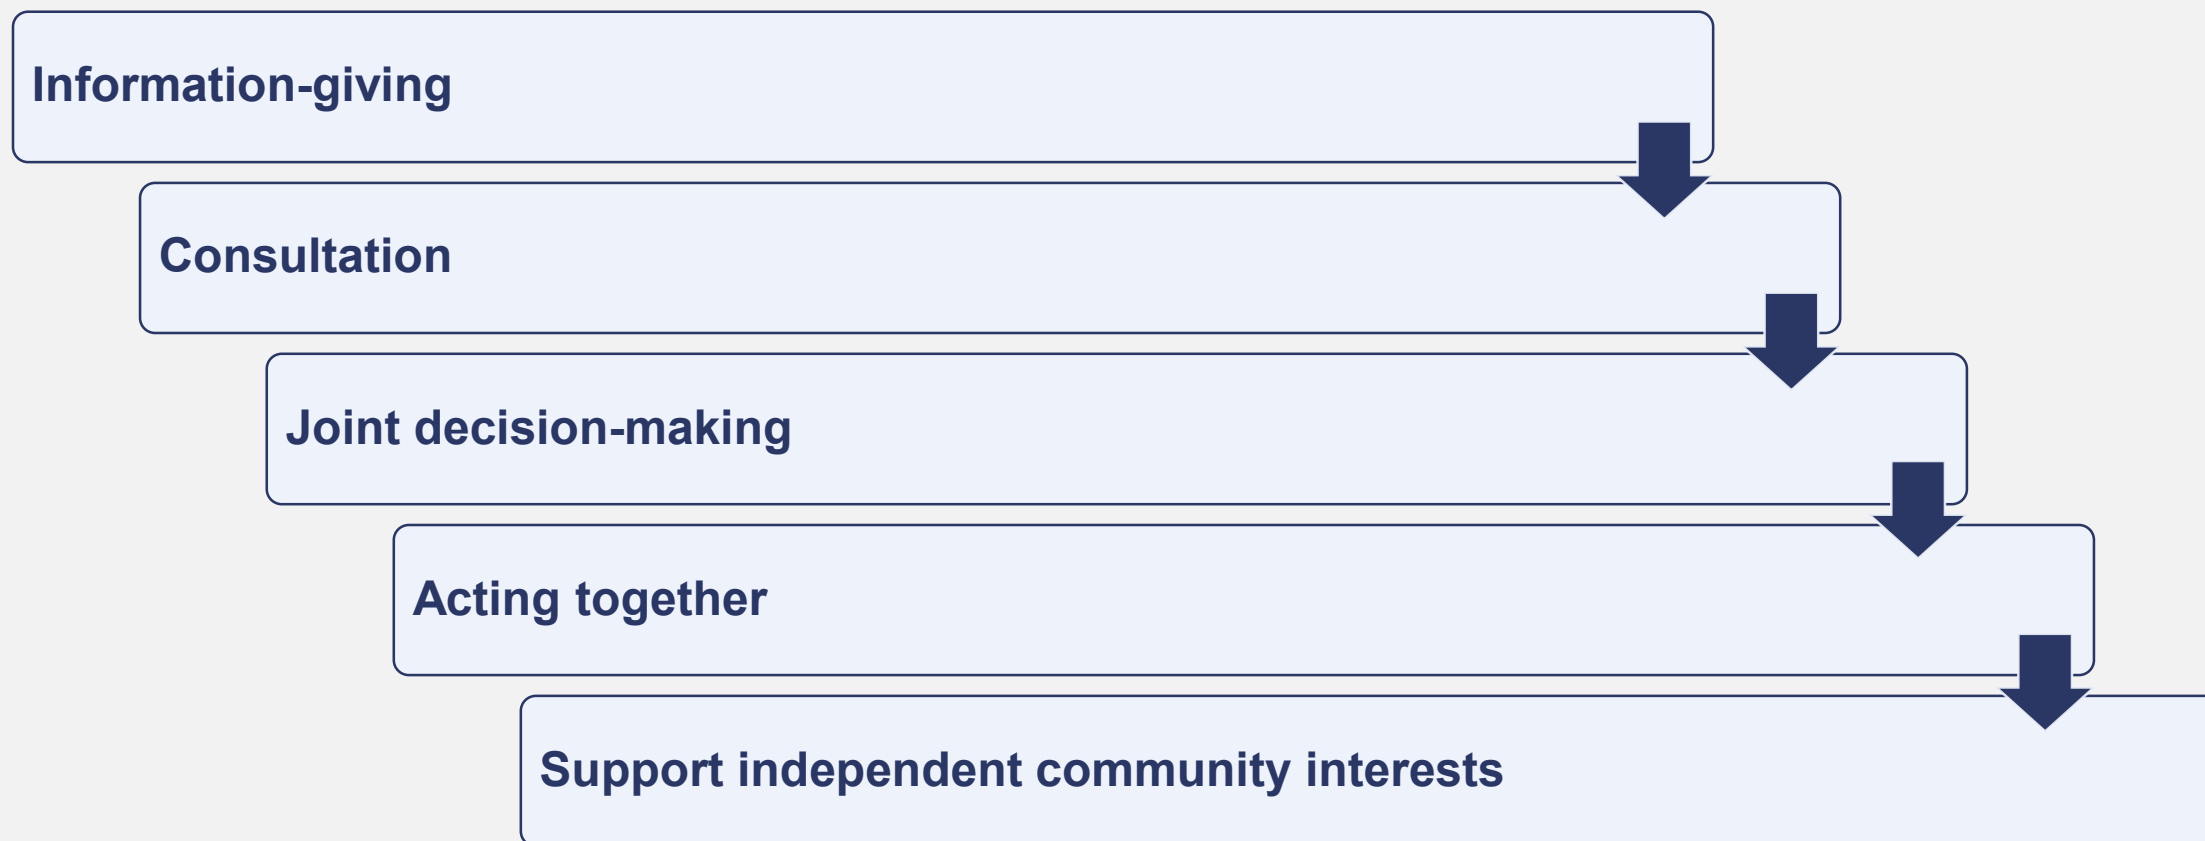 Information-giving
Consultation
Joint decision-making
Acting together
Support independent community interests